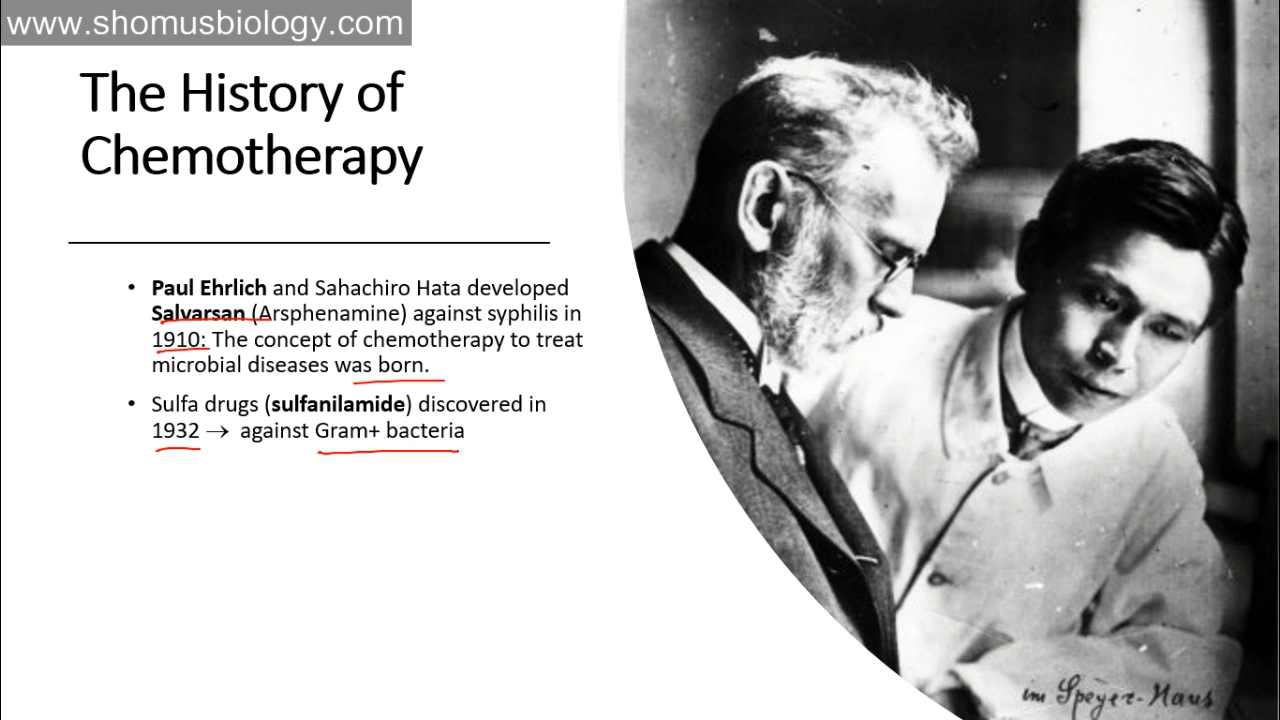 www.shomusbiology.com
The History of
Chemotherapy
• Paul Ehrlich and Sahachiro Hata developed
Salvarsan (Arsphenamine) against syphilis in
1910: The concept of chemotherapy to treat
microbial diseases was born.
• Sulfa drugs (sulfanilamide) discovered in
1932 → against Gram+ bacteria
im Speyer-Haus